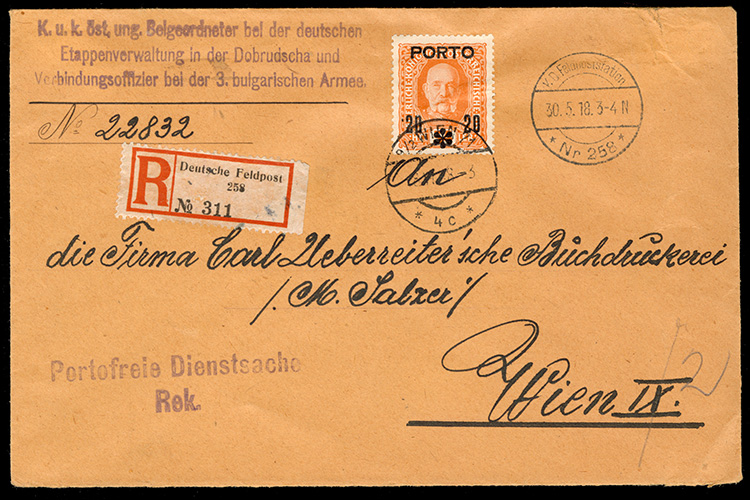 K. u. k. öst. ung. Beigeordneter bei der deutschen
Etappenverwaltung in der Dobrudscha und
Verbindungsoffizier bei der 3. bulgarischen Armee.
№ 22832
PORTO
20 20
WIEN
3
* 4c *
30.5.18. 3-4 N
* Nr 258 *
R
Deutsche Feldpost
258
№ 311
An
die Firma Carl Ueberreiter'sche Buchdruckerei
/M. Salzer/
Portofreie Dienstsache
Rek.
Wien IX.